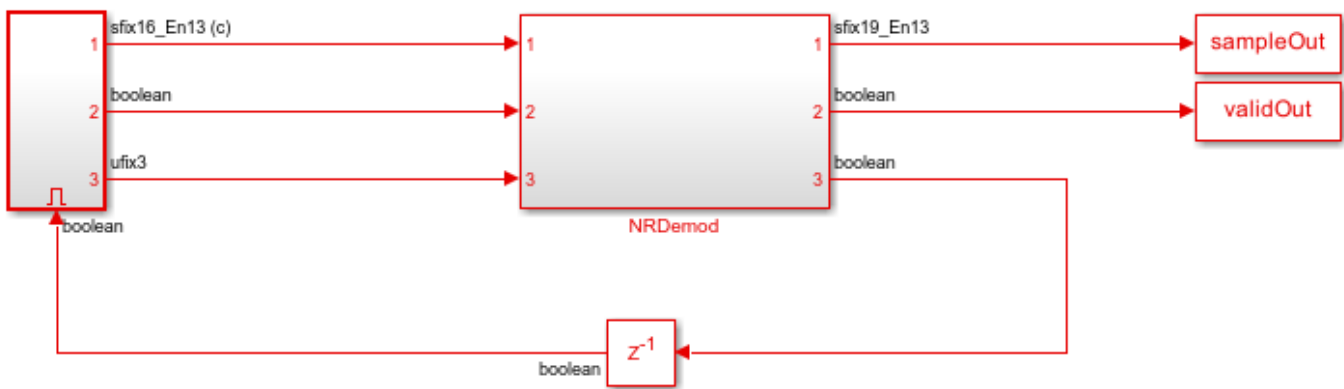 sfix16_En13 (c)
sfix19_En13
1
1
1
sampleOut
boolean
boolean
2
2
2
validOut
ufix3
boolean
3
3
3
boolean
NRDemod
z-1
boolean